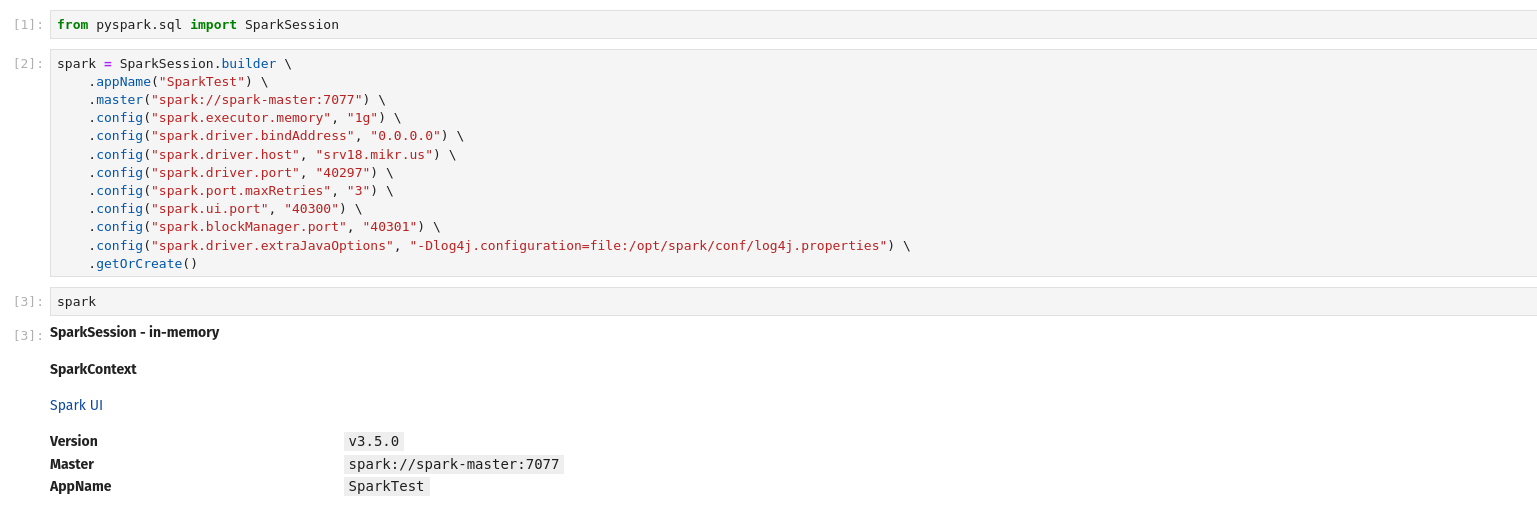 [1]: from pyspark.sql import SparkSession
[2]: spark = SparkSession.builder \
    .appName("SparkTest") \
    .master("spark://spark-master:7077") \
    .config("spark.executor.memory", "1g") \
    .config("spark.driver.bindAddress", "0.0.0.0") \
    .config("spark.driver.host", "srv18.mikr.us") \
    .config("spark.driver.port", "40297") \
    .config("spark.port.maxRetries", "3") \
    .config("spark.ui.port", "40300") \
    .config("spark.blockManager.port", "40301") \
    .config("spark.driver.extraJavaOptions", "-Dlog4j.configuration=file:/opt/spark/conf/log4j.properties") \
    .getOrCreate()
[3]: spark
[3]: SparkSession - in-memory
SparkContext
Spark UI
Version v3.5.0
Master spark://spark-master:7077
AppName SparkTest